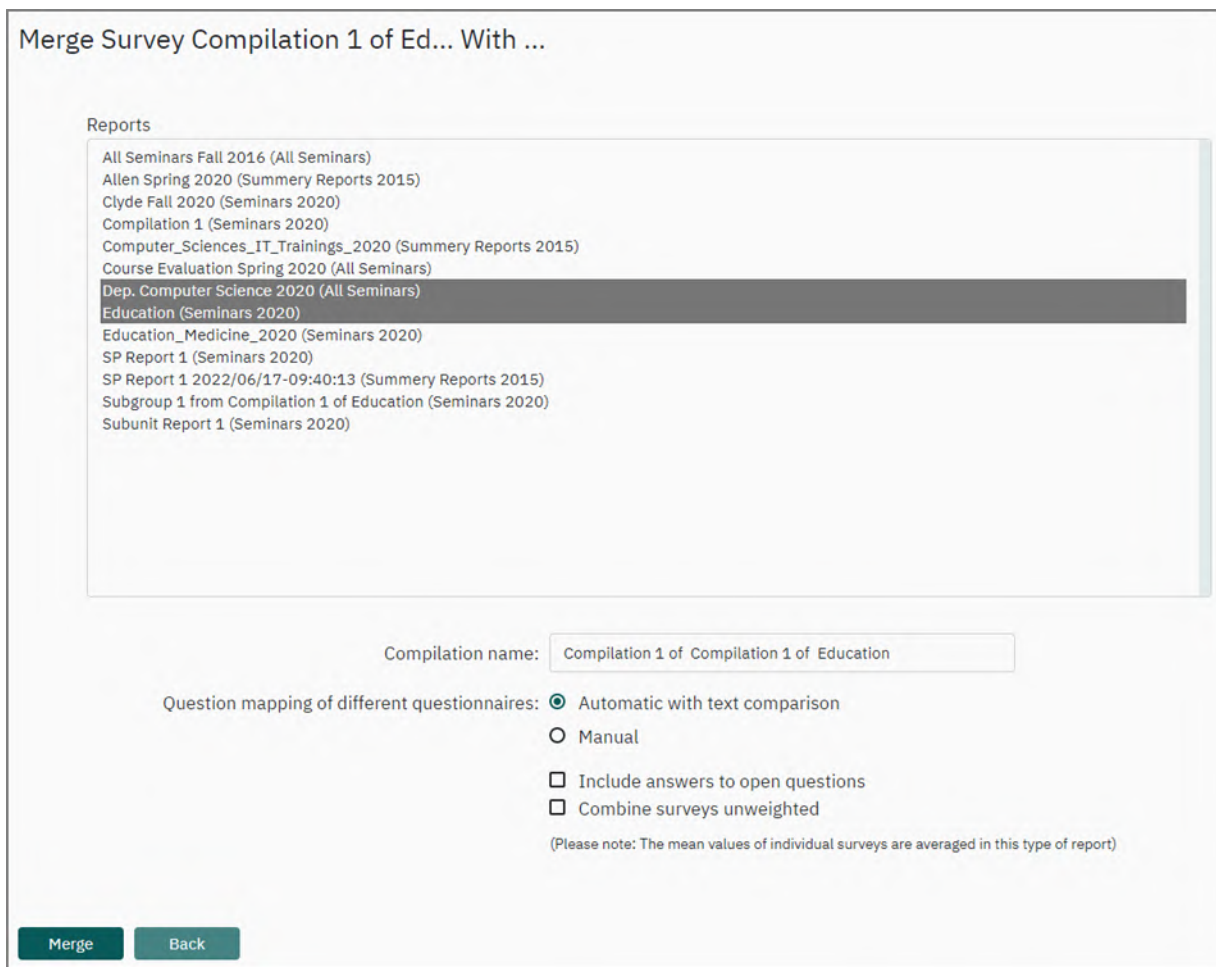 Merge Survey Compilation 1 of Ed... With ...
Reports
All Seminars Fall 2016 (All Seminars)
Allen Spring 2020 (Summery Reports 2015)
Clyde Fall 2020 (Seminars 2020)
Compilation 1 (Seminars 2020)
Computer_Sciences_IT_Trainings_2020 (Summery Reports 2015)
Course Evaluation Spring 2020 (All Seminars)
Dep. Computer Science 2020 (All Seminars)
Education (Seminars 2020)
Education_Medicine_2020 (Seminars 2020)
SP Report 1 (Seminars 2020)
SP Report 1 2022/06/17-09:40:13 (Summery Reports 2015)
Subgroup 1 from Compilation 1 of Education (Seminars 2020)
Subunit Report 1 (Seminars 2020)
Compilation name: Compilation 1 of Compilation 1 of Education
Question mapping of different questionnaires: Automatic with text comparison
Manual
Include answers to open questions
Combine surveys unweighted
(Please note: The mean values of individual surveys are averaged in this type of report)
Merge Back